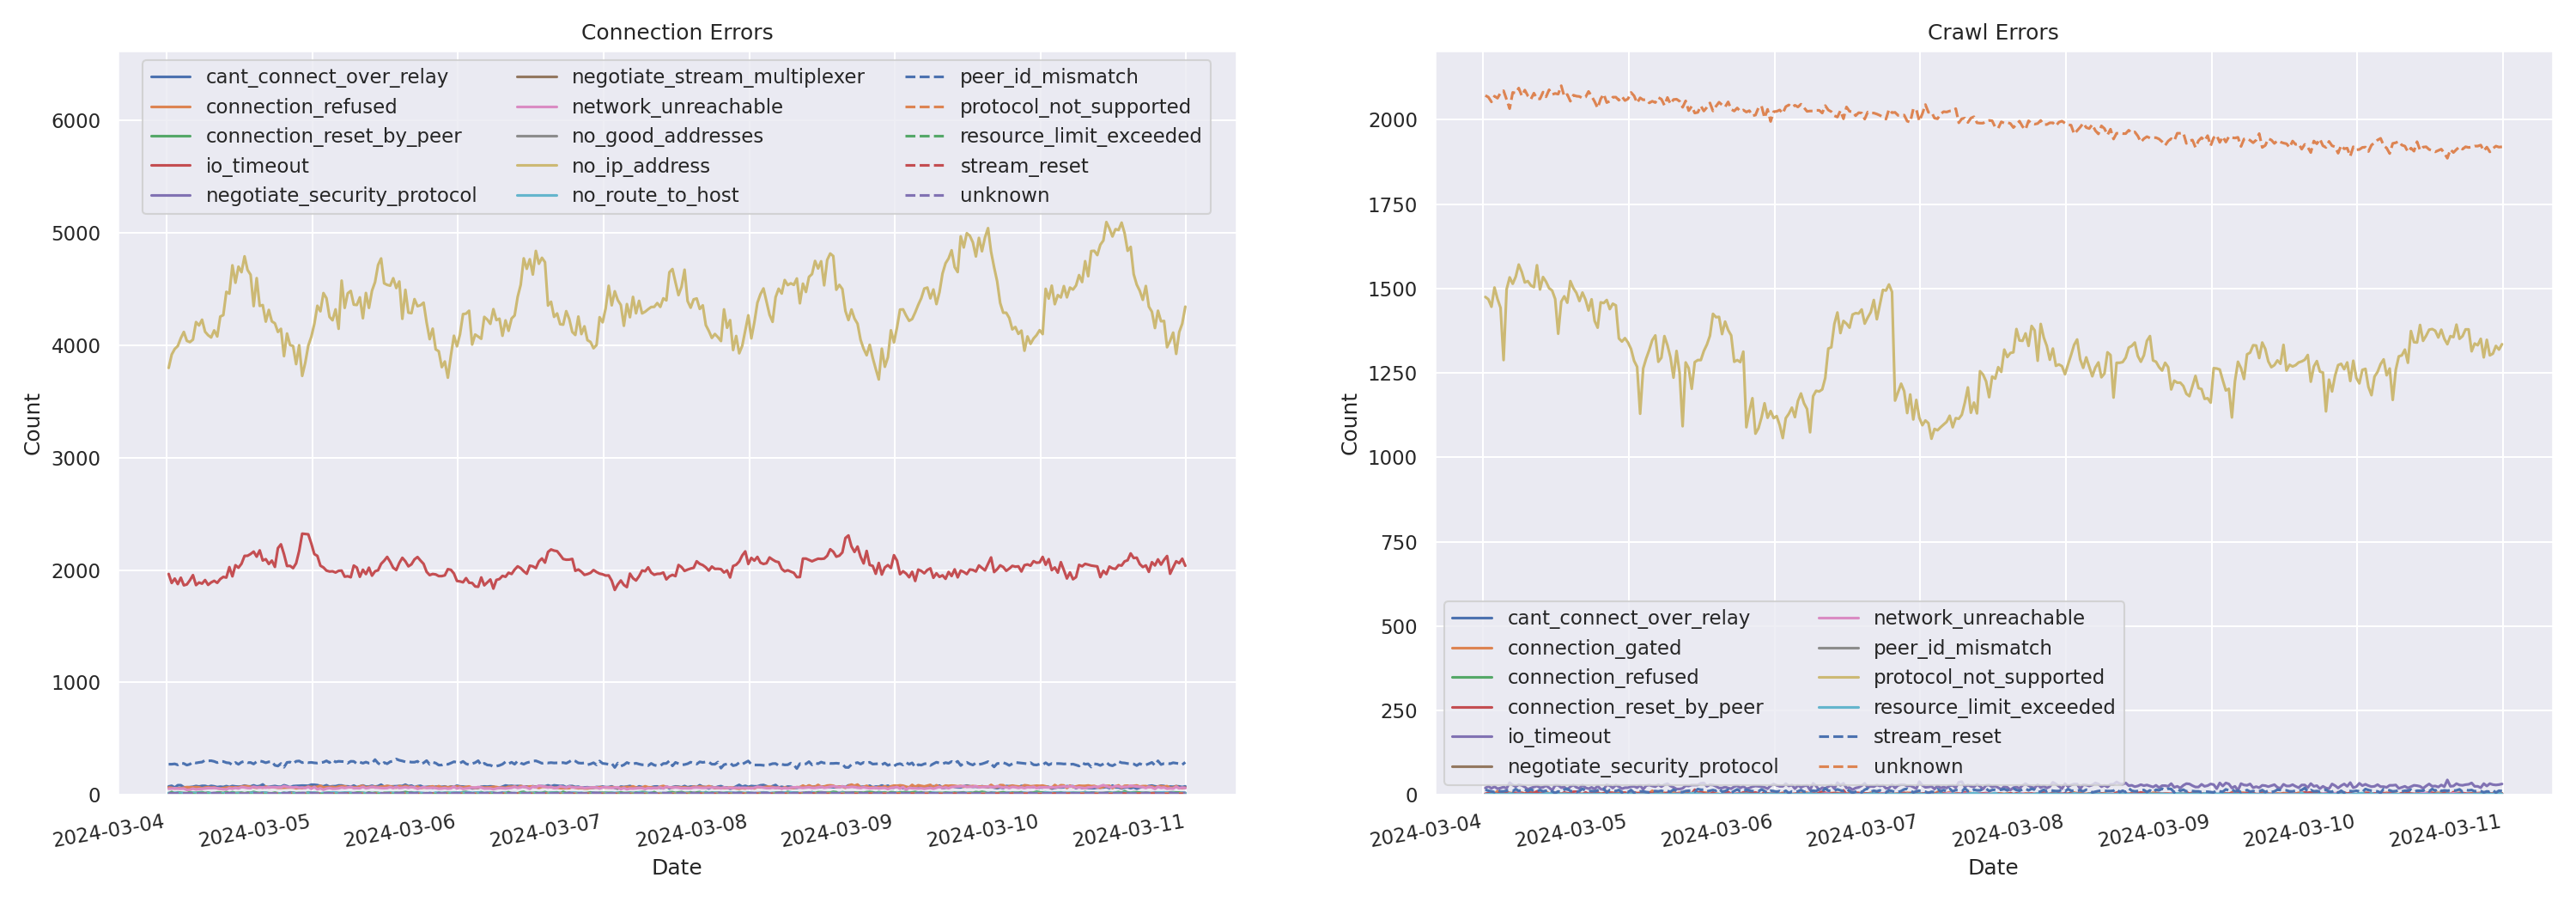 Connection Errors
cant_connect_over_relay
connection_refused
connection_reset_by_peer
io_timeout
negotiate_security_protocol
negotiate_stream_multiplexer
network_unreachable
no_good_addresses
no_ip_address
no_route_to_host
peer_id_mismatch
protocol_not_supported
resource_limit_exceeded
stream_reset
unknown
6000
5000
4000
3000
2000
1000
0
Count
2024-03-04
2024-03-05
2024-03-06
2024-03-07
2024-03-08
2024-03-09
2024-03-10
2024-03-11
Date
Crawl Errors
2000
1750
1500
1250
1000
750
500
250
0
Count
cant_connect_over_relay
connection_gated
connection_refused
connection_reset_by_peer
io_timeout
negotiate_security_protocol
network_unreachable
peer_id_mismatch
protocol_not_supported
resource_limit_exceeded
stream_reset
unknown
2024-03-04
2024-03-05
2024-03-06
2024-03-07
2024-03-08
2024-03-09
2024-03-10
2024-03-11
Date